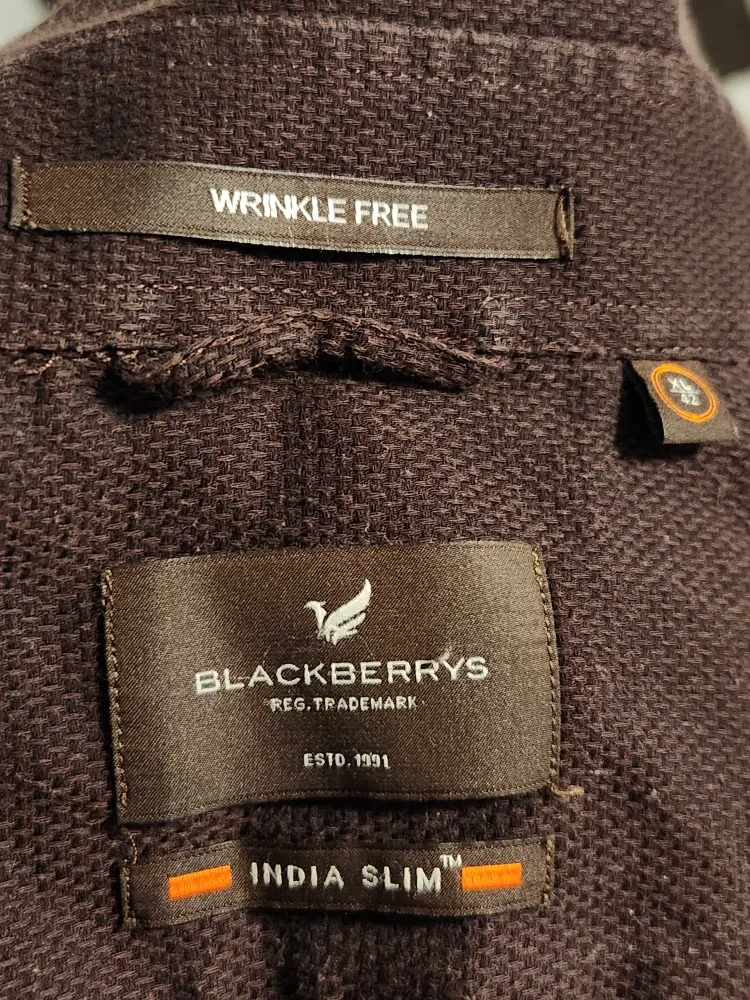 WRINKLE FREE
XL
42
BLACKBERRYS
REG. TRADEMARK
ESTD. 1991
INDIA SLIM™